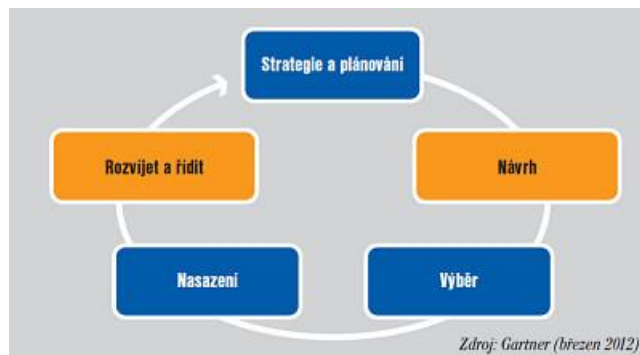 Strategie a plánování
Návrh
Výběr
Nasazení
Rozvíjet a řídit
Zdroj: Gartner (březen 2012)